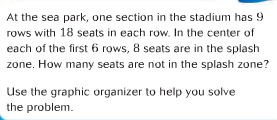 At the sea park, one section in the stadium has 9
rows with 18 seats in each row. In the center of
each of the first 6 rows, 8 seats are in the splash
zone. How many seats are not in the splash zone?
Use the graphic organizer to help you solve
the problem.